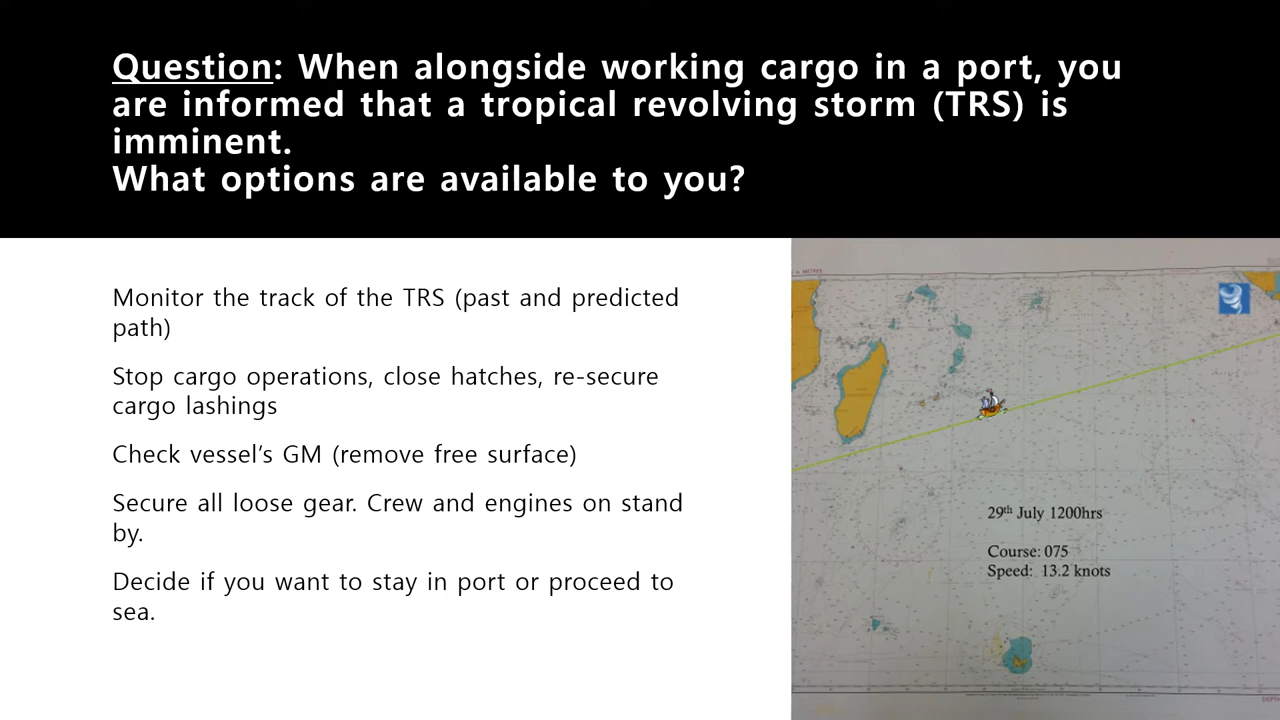 Question: When alongside working cargo in a port, you
are informed that a tropical revolving storm (TRS) is
imminent.
What options are available to you?
Monitor the track of the TRS (past and predicted
path)
Stop cargo operations, close hatches, re-secure
cargo lashings
Check vessel’s GM (remove free surface)
Secure all loose gear. Crew and engines on stand
by.
Decide if you want to stay in port or proceed to
sea.
29th July 1200hrs
Course: 075
Speed: 13.2 knots